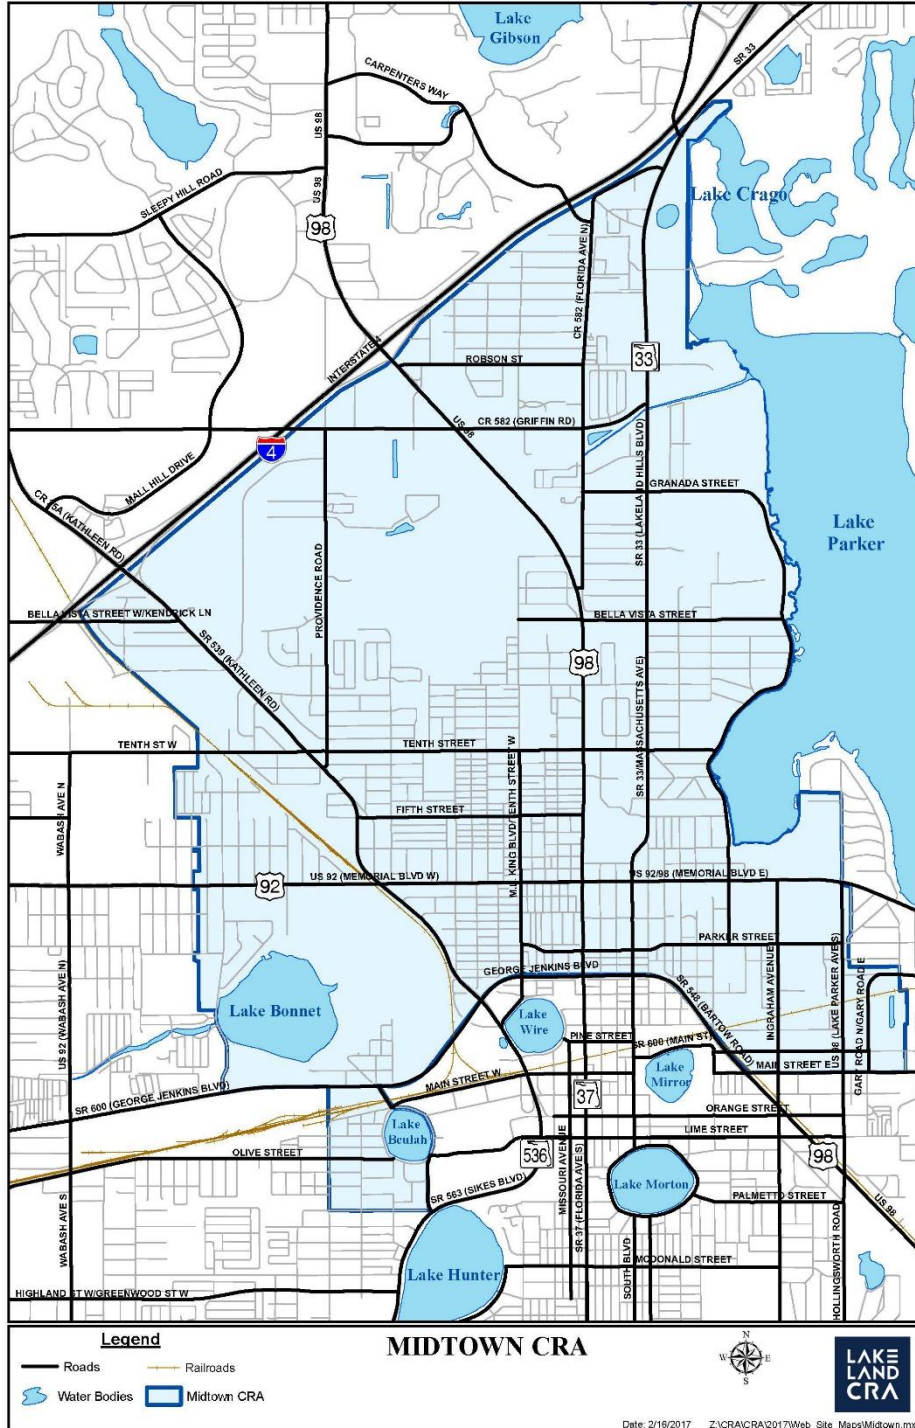 Lake
Gibson
SR 33
CARPENTERS WAY
US 98
US 98
SLEEPY HILL ROAD
98
Lake Crago
CR 582 (FLORIDA AVE N)
INTERSTATE 4
ROBSON ST
33
CR 582 (GRIFFIN RD)
US 98
4
MALL HILL DRIVE
GRANADA STREET
SR 33 (LAKELAND HILLS BLVD)
Lake
Parker
CR 35A (KATHLEEN RD)
PROVIDENCE ROAD
BELLA VISTA STREET W/KENDRICK LN
BELLA VISTA STREET
SR 539 (KATHLEEN RD)
98
SR 33/MASSACHUSETTS AVE)
TENTH ST W
TENTH STREET
M.L. KING BLVD/TENTH STREET W
WABASH AVE N
FIFTH STREET
92
US 92 (MEMORIAL BLVD W)
US 92/98 (MEMORIAL BLVD E)
PARKER STREET
GEORGE JENKINS BLVD
US 92 (WABASH AVE N)
Lake Bonnet
Lake
Wire
PINE STREET
SR 548 (BARTOW ROAD)
SR 600 (MAIN ST)
INGRAHAM AVENUE
US 98 (LAKE PARKER AVE S)
GARY ROAD N/GARY ROAD E
MAIN STREET E
Lake
Mirror
SR 600 (GEORGE JENKINS BLVD)
MAIN STREET W
37
ORANGE STREET
Lake
Beulah
LIME STREET
OLIVE STREET
536
98
MISSOURI AVENUE
SR 37 (FLORIDA AVE S)
Lake Morton
SR 563 (SIKES BLVD)
PALMETTO STREET
US 98
WABASH AVE S
SOUTH BLVD
MCDONALD STREET
HOLLINGSWORTH ROAD
Lake Hunter
HIGHLAND ST W/GREENWOOD ST W
Legend
Roads
Railroads
Water Bodies
Midtown CRA
MIDTOWN CRA
N
W
E
S
LAKE
LAND
CRA
Date: 2/16/2017 Z:\CRA\CRA\2017\Web_Site_Maps\Midtown.mx